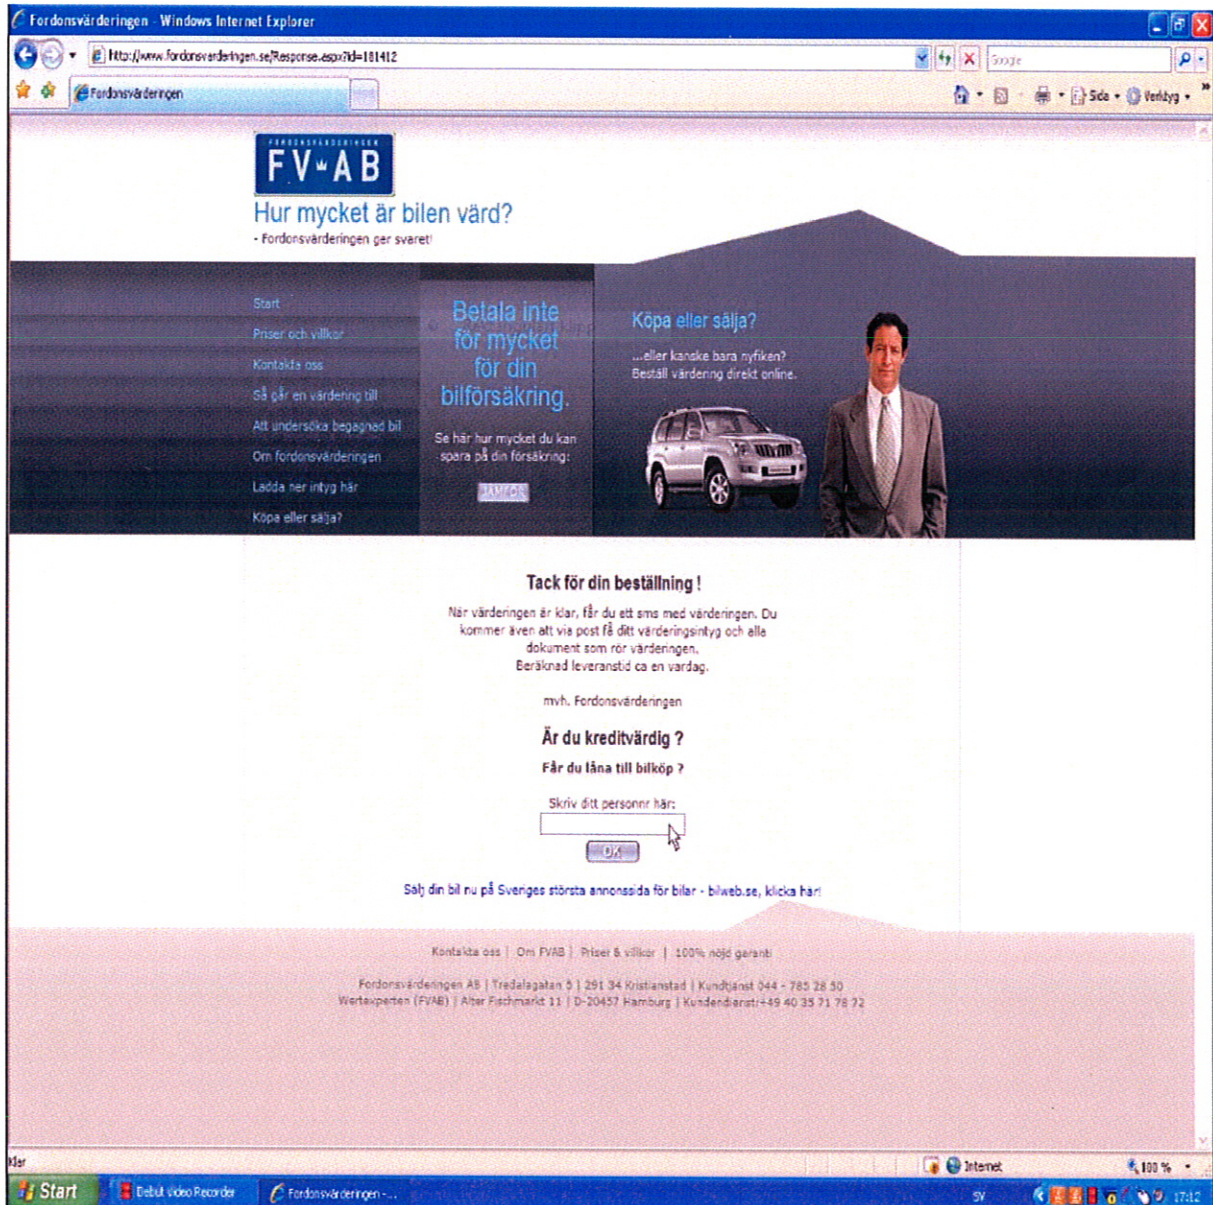 Fordonsvärderingen - Windows Internet Explorer
http://www.fordonsvarderingen.se/Response.aspx?id=181412
Google
Fordonsvärderingen
Sida
Verktyg
FORDONSVÄRDERINGEN
FV AB
Hur mycket är bilen värd?
- Fordonsvärderingen ger svaret!
Start
Priser och villkor
Kontakta oss
Så går en värdering till
Att undersöka begagnad bil
Om fordonsvärderingen
Ladda ner intyg här
Köpa eller sälja?
Betala inte
för mycket
för din
bilförsäkring.
Se här hur mycket du kan
spara på din försäkring:
JÄMFÖR
Köpa eller sälja?
...eller kanske bara nyfiken?
Beställ värdering direkt online.
Tack för din beställning !
När värderingen är klar, får du ett sms med värderingen. Du
kommer även att via post få ditt värderingsintyg och alla
dokument som rör värderingen.
Beräknad leveranstid ca en vardag.
mvh. Fordonsvärderingen
Är du kreditvärdig ?
Får du låna till bilköp ?
Skriv ditt personnr här:
OK
Sälj din bil nu på Sveriges största annonssida för bilar - bilweb.se, klicka här!
Kontakta oss | Om FVAB | Priser & villkor | 100% nöjd garanti
Fordonsvärderingen AB | Tredalagatan 5 | 291 34 Kristianstad | Kundtjänst 044 - 785 28 50
Wertexperten (FVAB) | Alter Fischmarkt 11 | D-20457 Hamburg | Kundendienst:+49 40 35 71 78 72
Klar
Internet
100 %
Start
Debut Video Recorder
Fordonsvärderingen -...
SV
17:12